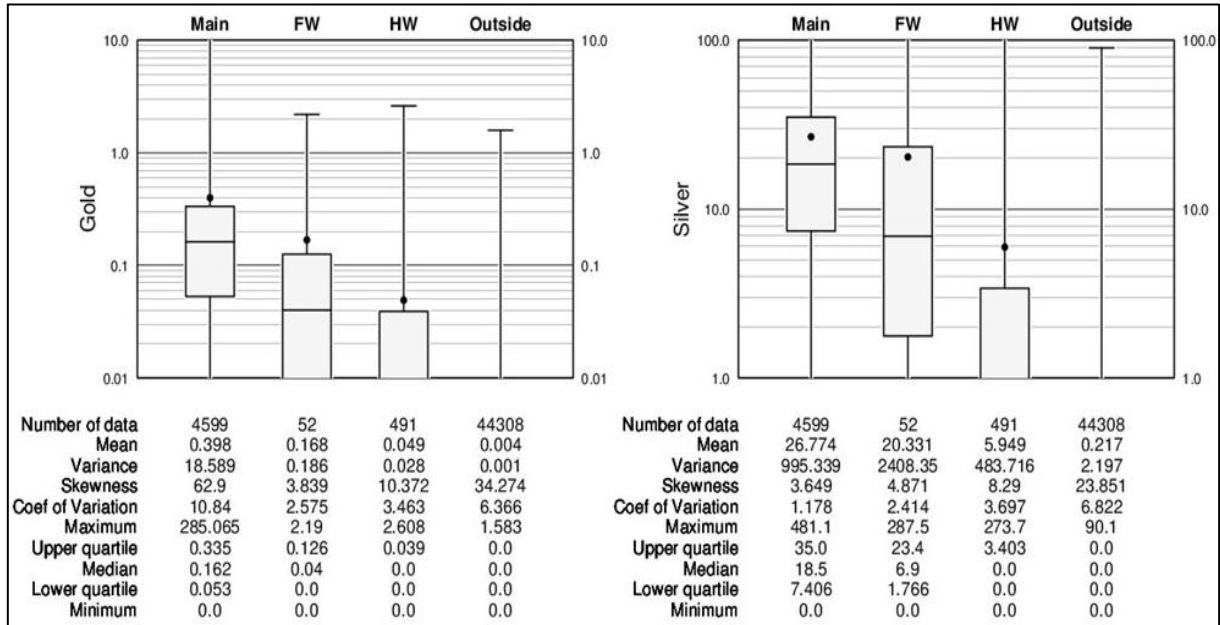 Main FW HW Outside
10.0 10.0
1.0 1.0
0.1 0.1
0.01 0.01
Gold
Number of data 4599 52 491 44308
Mean 0.398 0.168 0.049 0.004
Variance 18.589 0.186 0.028 0.001
Skewness 62.9 3.839 10.372 34.274
Coef of Variation 10.84 2.575 3.463 6.366
Maximum 285.065 2.19 2.608 1.583
Upper quartile 0.335 0.126 0.039 0.0
Median 0.162 0.04 0.0 0.0
Lower quartile 0.053 0.0 0.0 0.0
Minimum 0.0 0.0 0.0 0.0
Main FW HW Outside
100.0 100.0
10.0 10.0
1.0 1.0
Silver
Number of data 4599 52 491 44308
Mean 26.774 20.331 5.949 0.217
Variance 995.339 2408.35 483.716 2.197
Skewness 3.649 4.871 8.29 23.851
Coef of Variation 1.178 2.414 3.697 6.822
Maximum 481.1 287.5 273.7 90.1
Upper quartile 35.0 23.4 3.403 0.0
Median 18.5 6.9 0.0 0.0
Lower quartile 7.406 1.766 0.0 0.0
Minimum 0.0 0.0 0.0 0.0